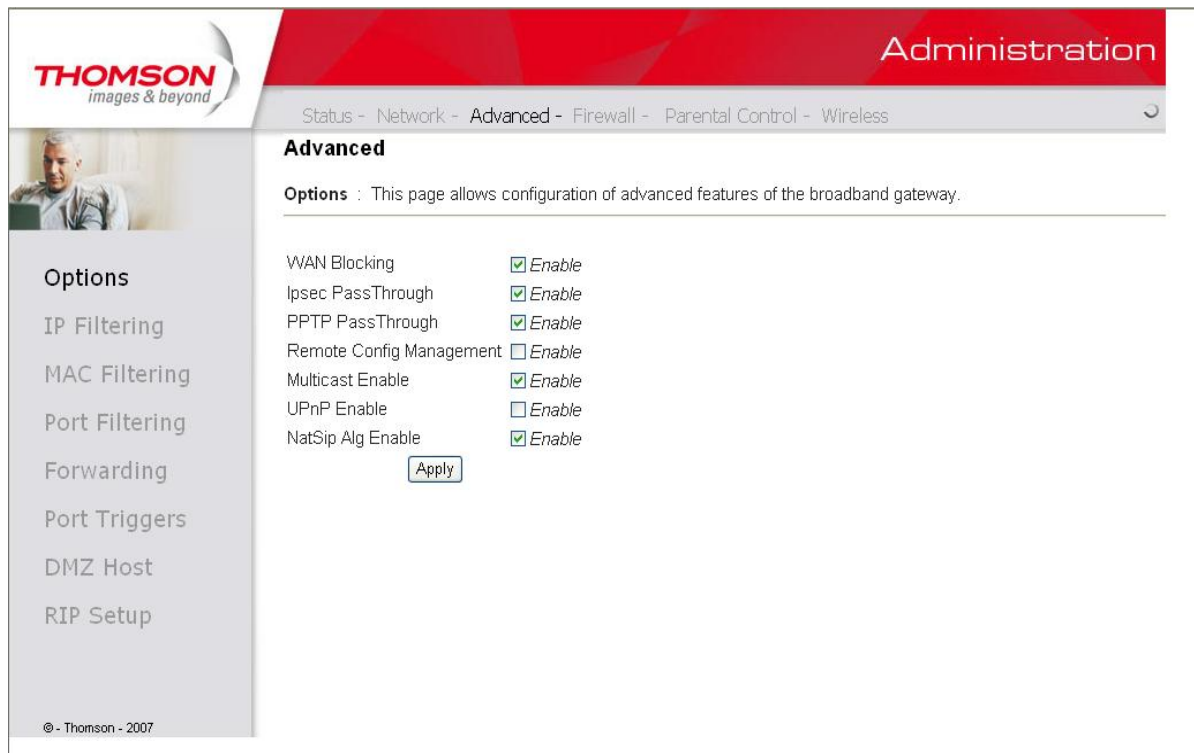 THOMSON
images & beyond
Administration
Status - Network - Advanced - Firewall - Parental Control - Wireless
Advanced
Options : This page allows configuration of advanced features of the broadband gateway.
Options
IP Filtering
MAC Filtering
Port Filtering
Forwarding
Port Triggers
DMZ Host
RIP Setup
WAN Blocking Enable
Ipsec PassThrough Enable
PPTP PassThrough Enable
Remote Config Management Enable
Multicast Enable Enable
UPnP Enable Enable
NatSip Alg Enable Enable
Apply
© - Thomson - 2007